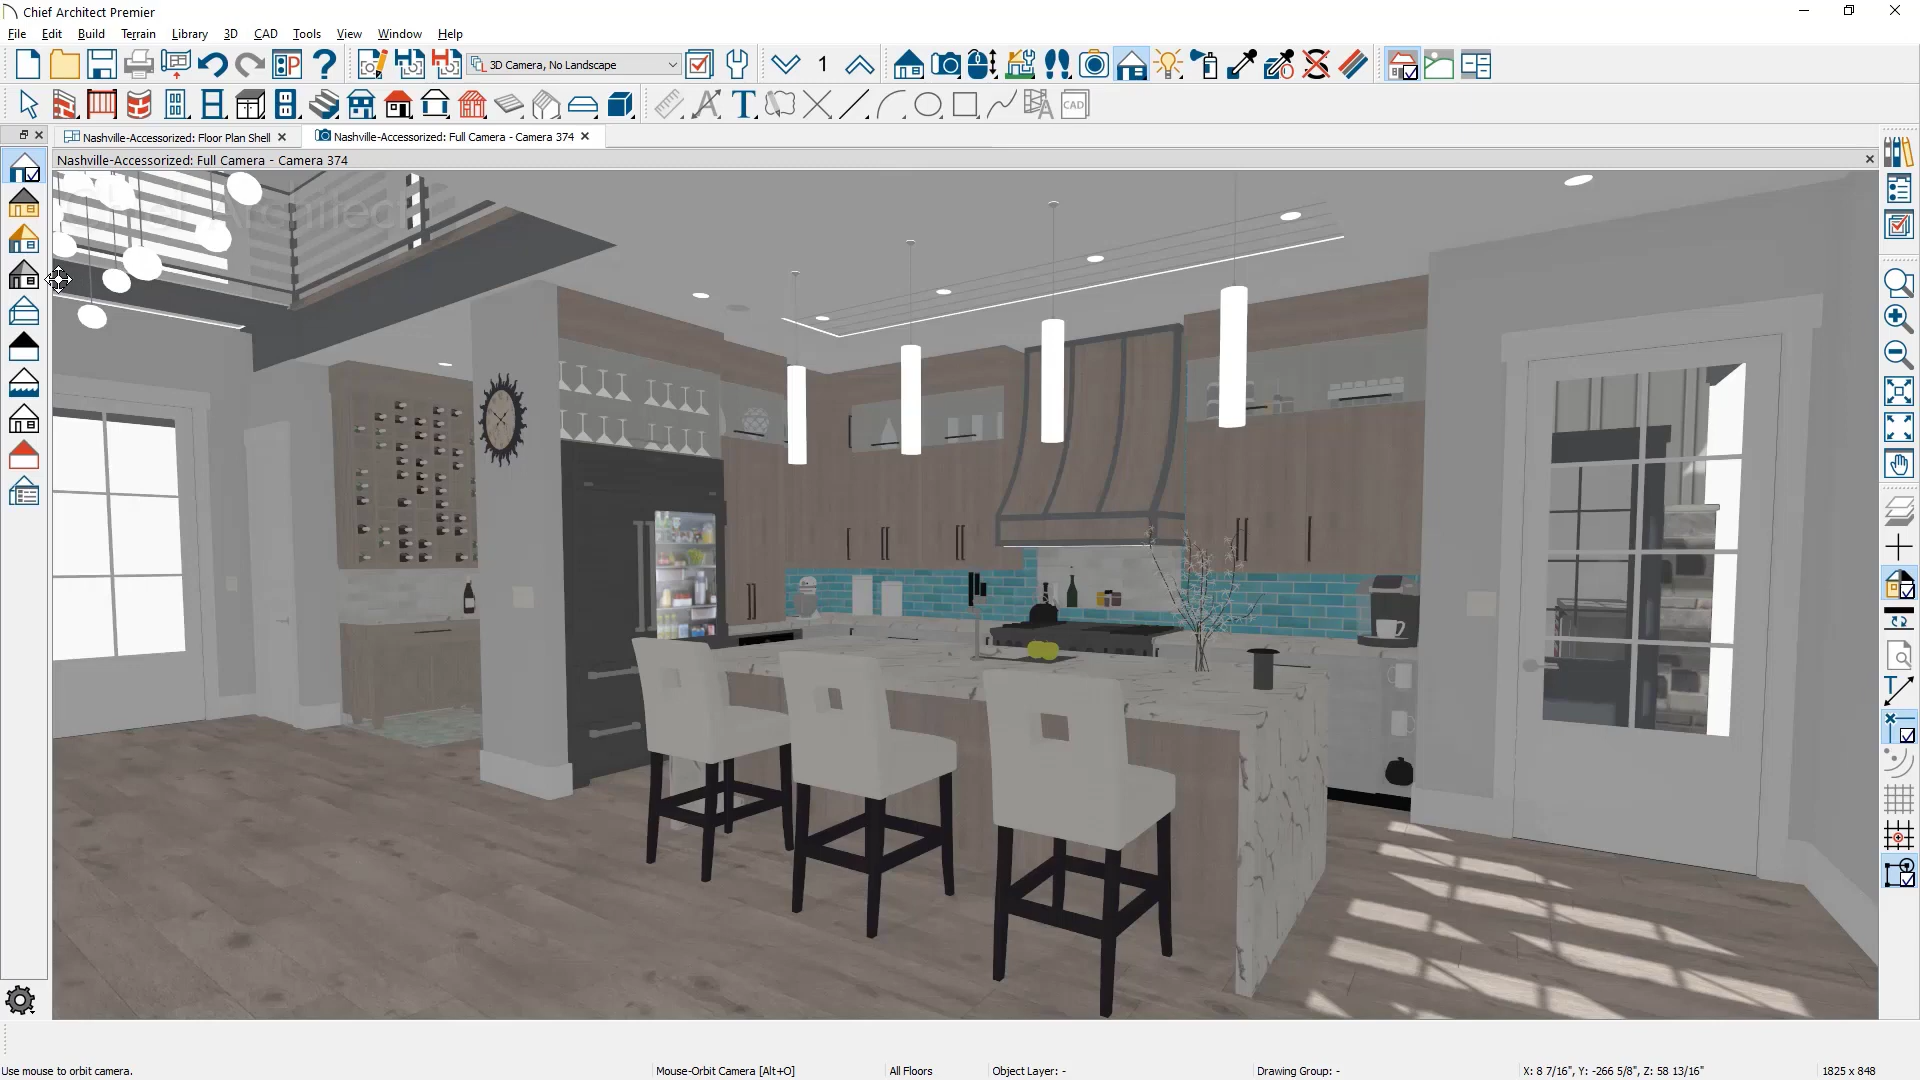 Chief Architect Premier
File Edit Build Terrain Library 3D CAD Tools View Window Help
3D Camera, No Landscape
1
CAD
Nashville-Accessorized: Floor Plan Shell
Nashville-Accessorized: Full Camera - Camera 374
Nashville-Accessorized: Full Camera - Camera 374
Chief Architect
Use mouse to orbit camera.
Mouse-Orbit Camera [Alt+O]
All Floors
Object Layer: -
Drawing Group: -
X: 8 7/16", Y: -266 5/8", Z: 58 13/16"
1825 x 848